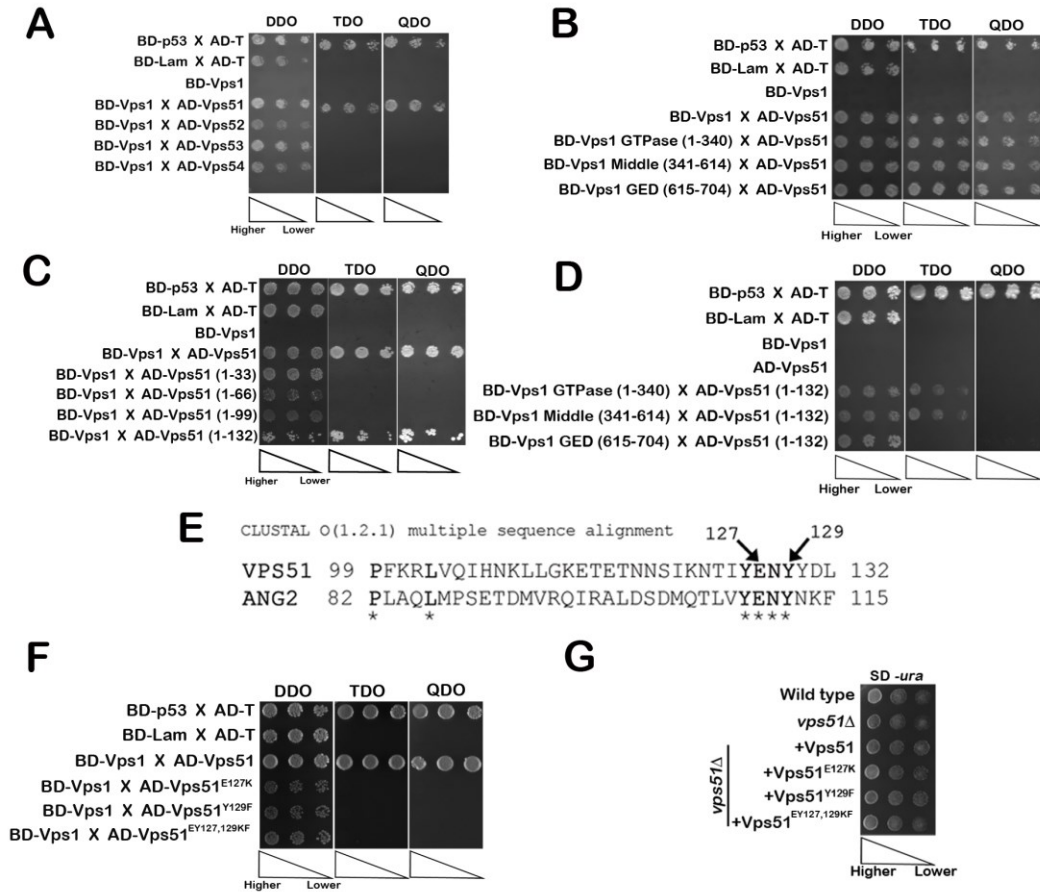 A
DDO TDO QDO
BD-p53 X AD-T
BD-Lam X AD-T
BD-Vps1
BD-Vps1 X AD-Vps51
BD-Vps1 X AD-Vps52
BD-Vps1 X AD-Vps53
BD-Vps1 X AD-Vps54
Higher Lower
B
DDO TDO QDO
BD-p53 X AD-T
BD-Lam X AD-T
BD-Vps1
BD-Vps1 X AD-Vps51
BD-Vps1 GTPase (1-340) X AD-Vps51
BD-Vps1 Middle (341-614) X AD-Vps51
BD-Vps1 GED (615-704) X AD-Vps51
Higher Lower
C
DDO TDO QDO
BD-p53 X AD-T
BD-Lam X AD-T
BD-Vps1
BD-Vps1 X AD-Vps51
BD-Vps1 X AD-Vps51 (1-33)
BD-Vps1 X AD-Vps51 (1-66)
BD-Vps1 X AD-Vps51 (1-99)
BD-Vps1 X AD-Vps51 (1-132)
Higher Lower
D
DDO TDO QDO
BD-p53 X AD-T
BD-Lam X AD-T
BD-Vps1
AD-Vps51
BD-Vps1 GTPase (1-340) X AD-Vps51 (1-132)
BD-Vps1 Middle (341-614) X AD-Vps51 (1-132)
BD-Vps1 GED (615-704) X AD-Vps51 (1-132)
Higher Lower
E
CLUSTAL O(1.2.1) multiple sequence alignment
127 129
VPS51 99 PFKRLVQIHNKLLGKETETNNSIKNTIYENYYDL 132
ANG2 82 PLAQLMPSETDMVRQIRALDSDMQTLVYENYNKF 115
* * ****
F
DDO TDO QDO
BD-p53 X AD-T
BD-Lam X AD-T
BD-Vps1 X AD-Vps51
BD-Vps1 X AD-Vps51E127K
BD-Vps1 X AD-Vps51Y129F
BD-Vps1 X AD-Vps51EY127,129KF
Higher Lower
G
SD -ura
Wild type
vps51Δ
+Vps51
+Vps51E127K
+Vps51Y129F
+Vps51EY127,129KF
vps51Δ
Higher Lower